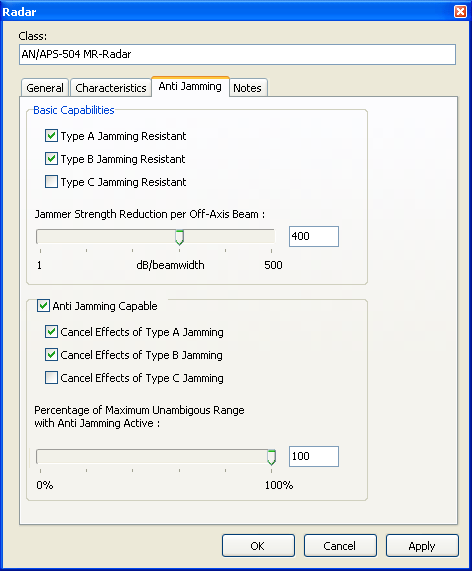 Radar
Class:
AN/APS-504 MR-Radar
General Characteristics Anti Jamming Notes
Basic Capabilities
Type A Jamming Resistant
Type B Jamming Resistant
Type C Jamming Resistant
Jammer Strength Reduction per Off-Axis Beam :
400
1 dB/beamwidth 500
Anti Jamming Capable
Cancel Effects of Type A Jamming
Cancel Effects of Type B Jamming
Cancel Effects of Type C Jamming
Percentage of Maximum Unambigous Range
with Anti Jamming Active :
100
0% 100%
OK Cancel Apply